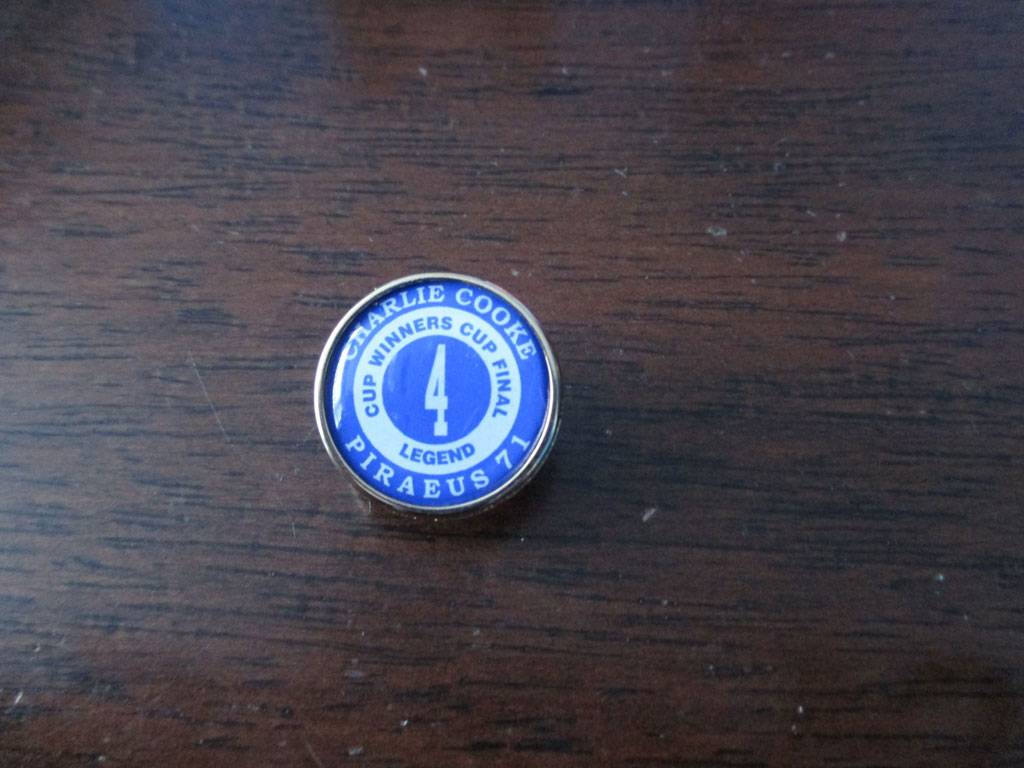 CHARLIE COOKE
CUP WINNERS CUP FINAL
4
LEGEND
PIRAEUS 71